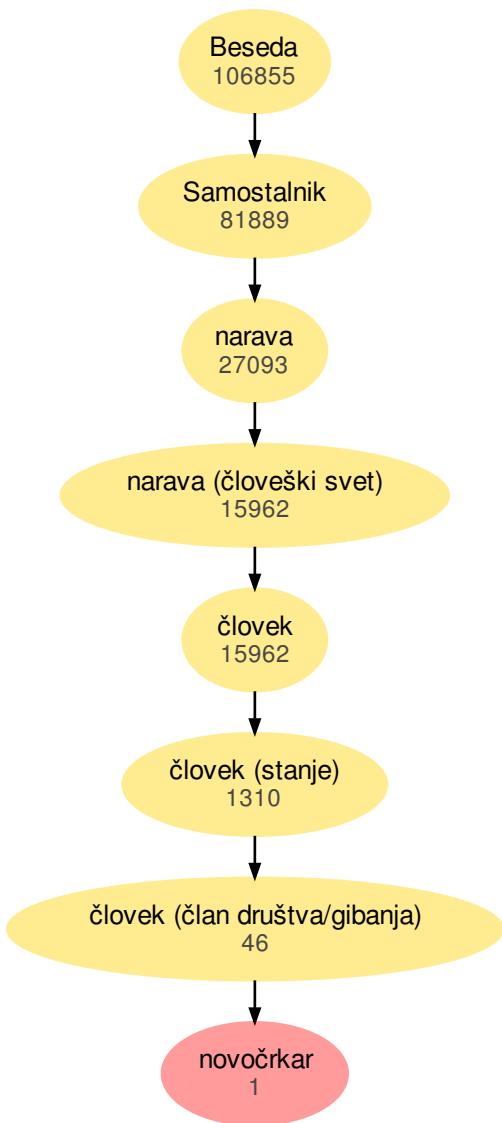 Beseda
106855
Samostalnik
81889
narava
27093
narava (človeški svet)
15962
človek
15962
človek (stanje)
1310
človek (član društva/gibanja)
46
novočrkar
1